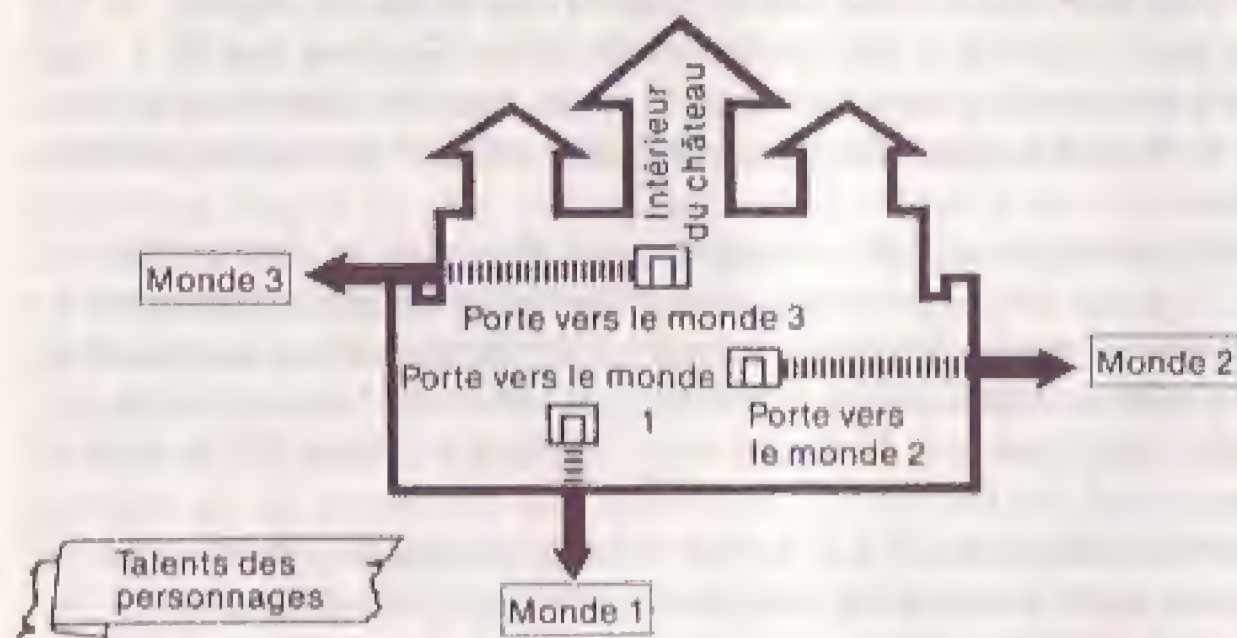 Intérieur
du château
Monde 3
Porte vers le monde 3
Monde 2
Porte vers le monde
1
Porte vers
le monde 2
Talents des
personnages
Monde 1